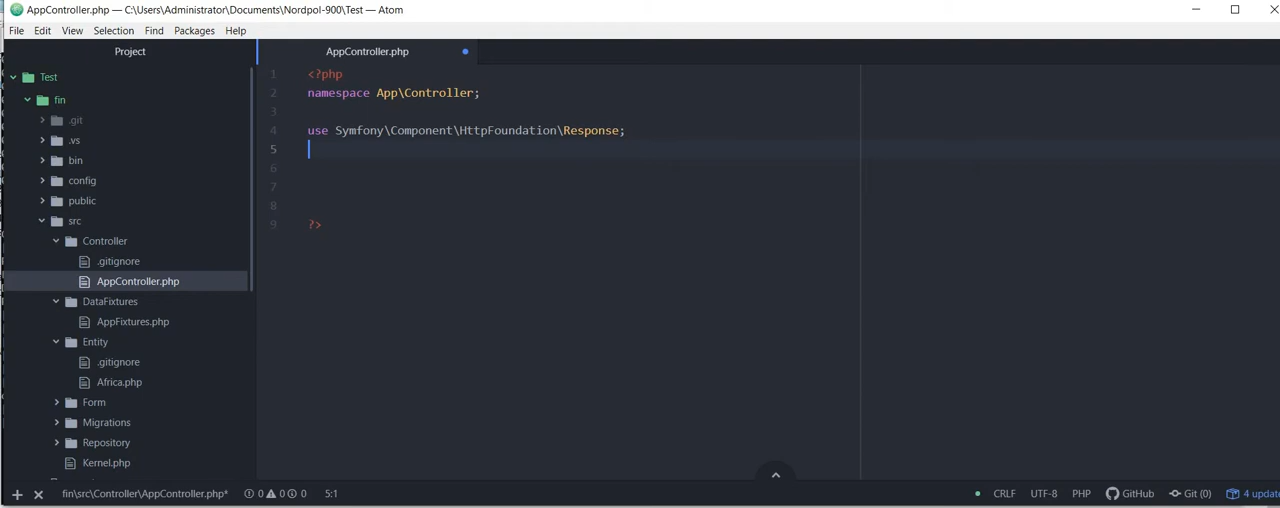 AppController.php — C:\Users\Administrator\Documents\Nordpol-900\Test — Atom
File Edit View Selection Find Packages Help
Project
AppController.php
Test
fin
.git
.vs
bin
config
public
src
Controller
.gitignore
AppController.php
DataFixtures
AppFixtures.php
Entity
.gitignore
Africa.php
Form
Migrations
Repository
Kernel.php
1 <?php
2 namespace App\Controller;
3
4 use Symfony\Component\HttpFoundation\Response;
5
6
7
8
9 ?>
fin\src\Controller\AppController.php* 0 0 0 5:1 CRLF UTF-8 PHP GitHub Git (0) 4 update